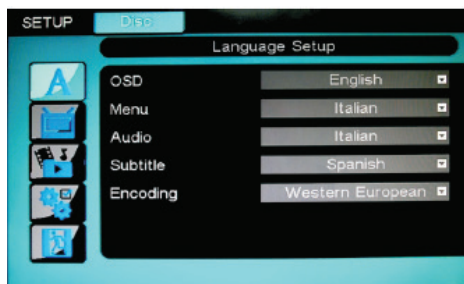 SETUP Disc
Language Setup
A
OSD English
Menu Italian
Audio Italian
Subtitle Spanish
Encoding Western European